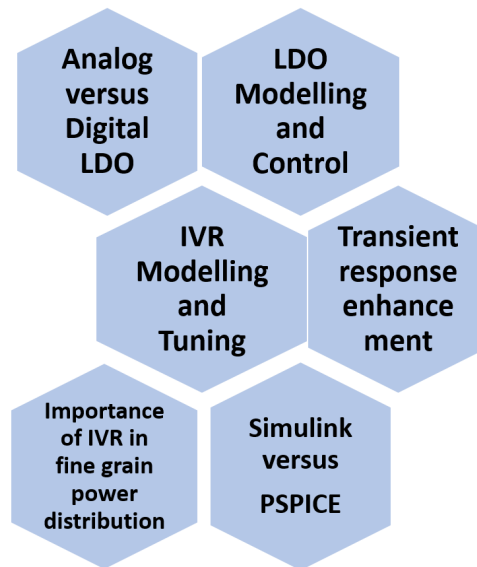 Analog
versus
Digital
LDO
LDO
Modelling
and
Control
IVR
Modelling
and
Tuning
Transient
response
enhance
ment
Importance
of IVR in
fine grain
power
distribution
Simulink
versus
PSPICE